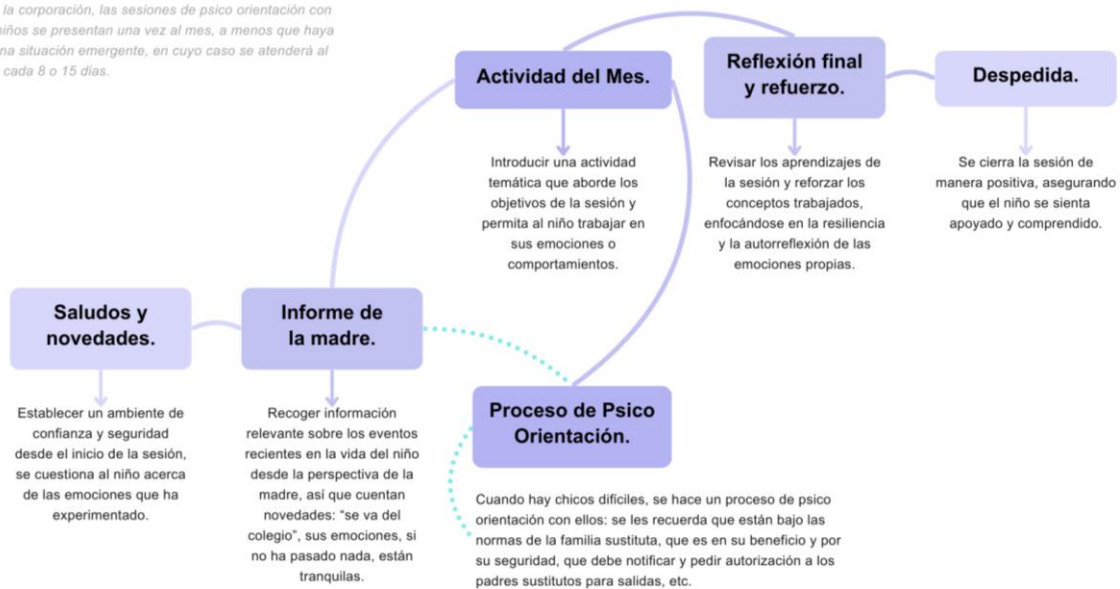 la corporación, las sesiones de psico orientación con
niños se presentan una vez al mes, a menos que haya
na situación emergente, en cuyo caso se atenderá al
cada 8 o 15 días.
Actividad del Mes.
Introducir una actividad
temática que aborde los
objetivos de la sesión y
permita al niño trabajar en
sus emociones o
comportamientos.
Reflexión final
y refuerzo.
Revisar los aprendizajes de
la sesión y reforzar los
conceptos trabajados,
enfocándose en la resiliencia
y la autorreflexión de las
emociones propias.
Despedida.
Se cierra la sesión de
manera positiva, asegurando
que el niño se sienta
apoyado y comprendido.
Saludos y
novedades.
Establecer un ambiente de
confianza y seguridad
desde el inicio de la sesión,
se cuestiona al niño acerca
de las emociones que ha
experimentado.
Informe de
la madre.
Recoger información
relevante sobre los eventos
recientes en la vida del niño
desde la perspectiva de la
madre, así que cuentan
novedades: “se va del
colegio”, sus emociones, si
no ha pasado nada, están
tranquilas.
Proceso de Psico
Orientación.
Cuando hay chicos difíciles, se hace un proceso de psico
orientación con ellos: se les recuerda que están bajo las
normas de la familia sustituta, que es en su beneficio y por
su seguridad, que debe notificar y pedir autorización a los
padres sustitutos para salidas, etc.